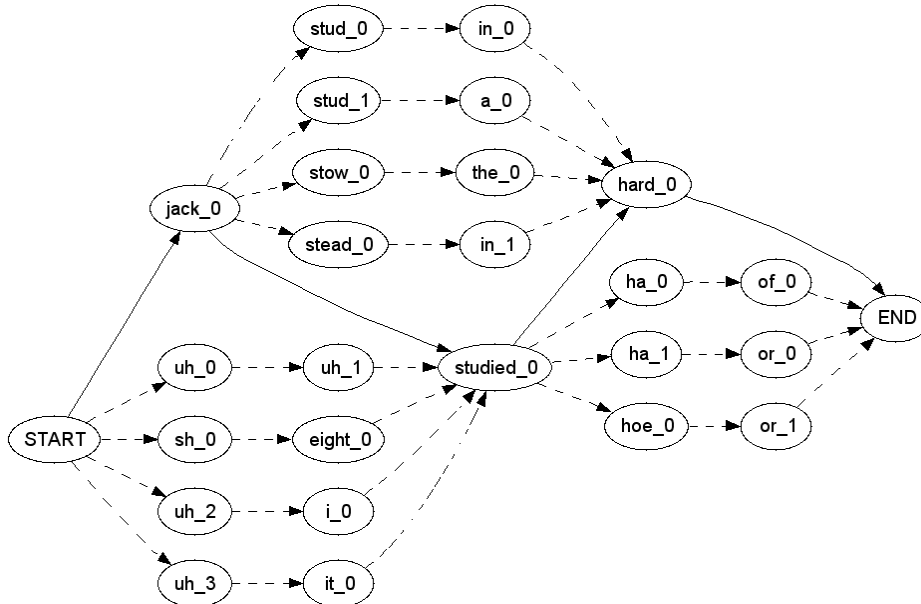 stud_0 in_0
stud_1 a_0
stow_0 the_0 hard_0
jack_0
stead_0 in_1
ha_0 of_0
END
ha_1 or_0
uh_0 uh_1 studied_0
hoe_0 or_1
START sh_0 eight_0
uh_2 i_0
uh_3 it_0